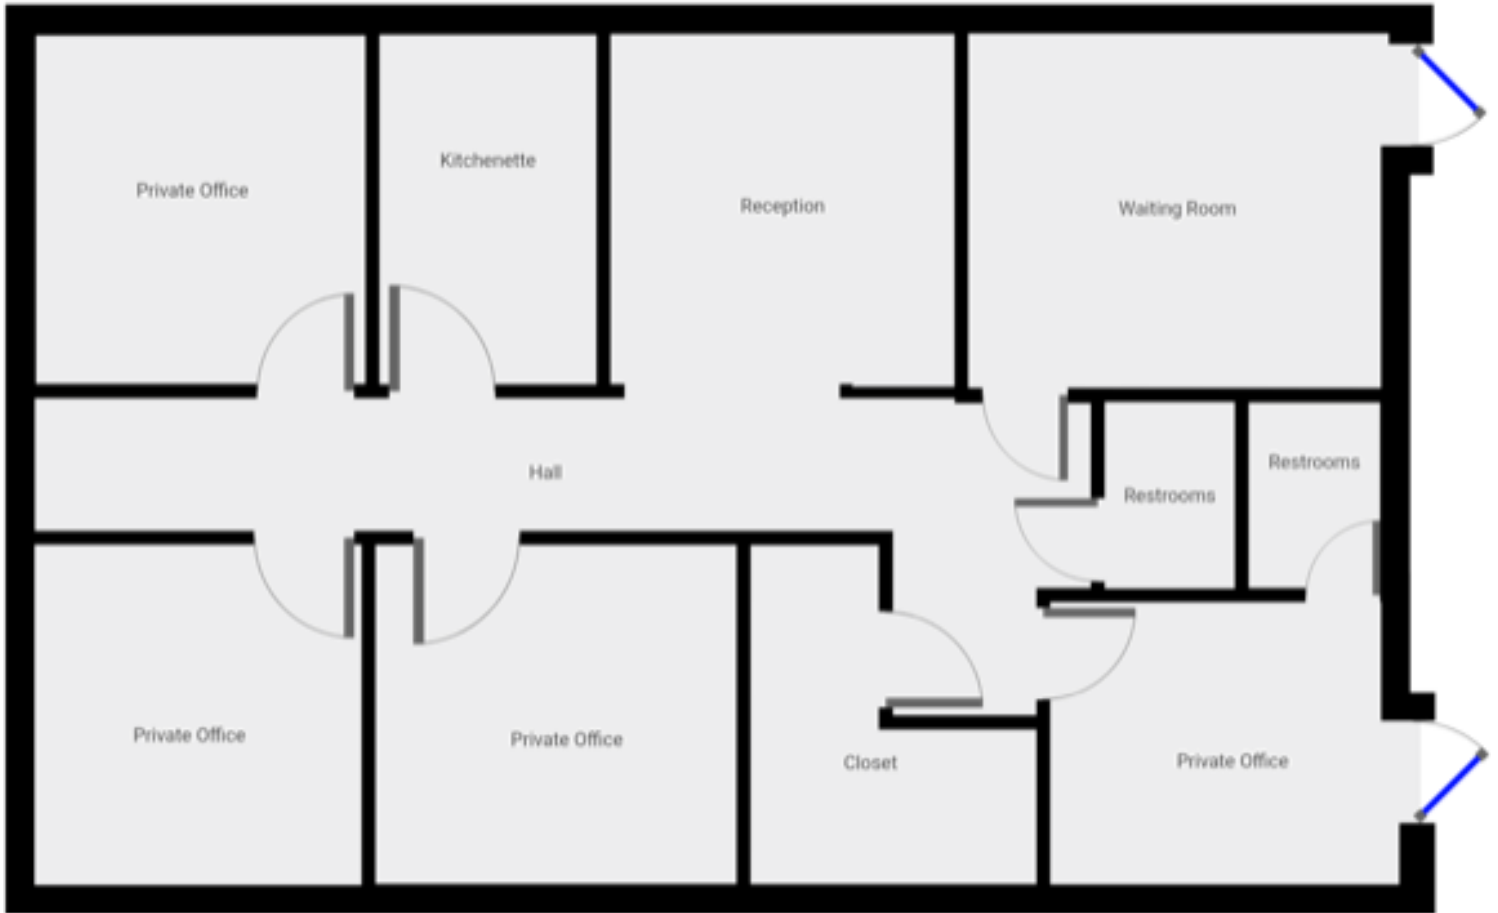 Private Office
Kitchenette
Reception
Waiting Room
Hall
Restrooms
Restrooms
Private Office
Private Office
Closet
Private Office